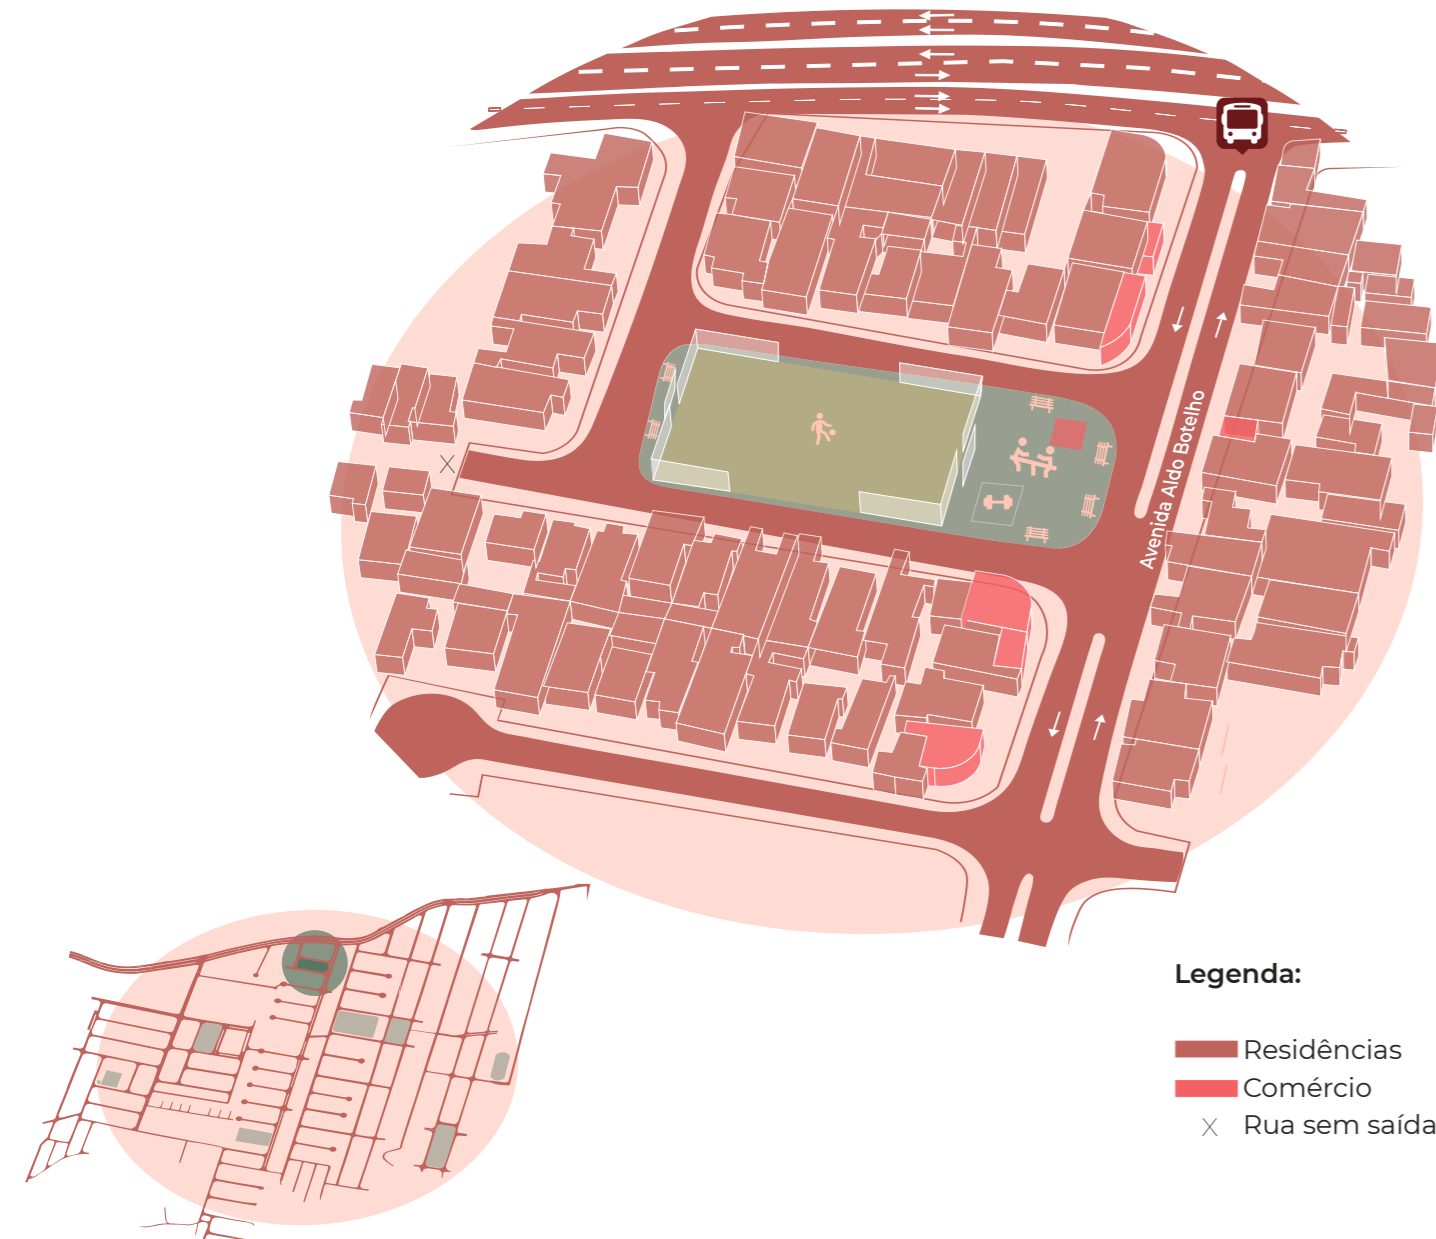 Avenida Aldo Botelho
X
Legenda:
Residências
Comércio
X Rua sem saída